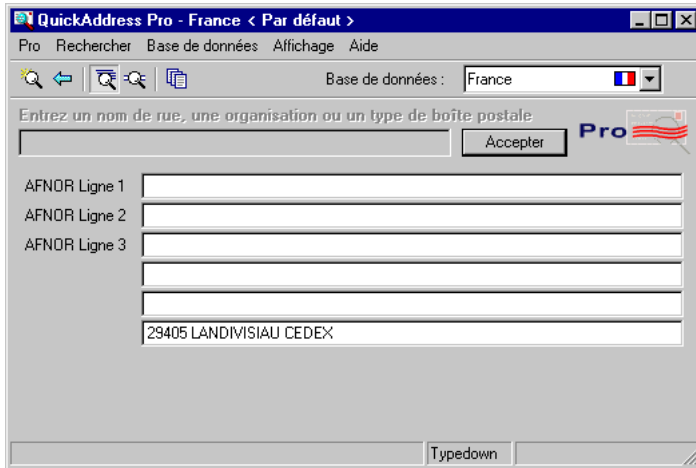 QuickAddress Pro - France < Par défaut >
Pro Rechercher Base de données Affichage Aide
Base de données : France
Entrez un nom de rue, une organisation ou un type de boîte postale
Accepter
Pro
AFNOR Ligne 1
AFNOR Ligne 2
AFNOR Ligne 3
29405 LANDIVISIAU CEDEX
Typedown